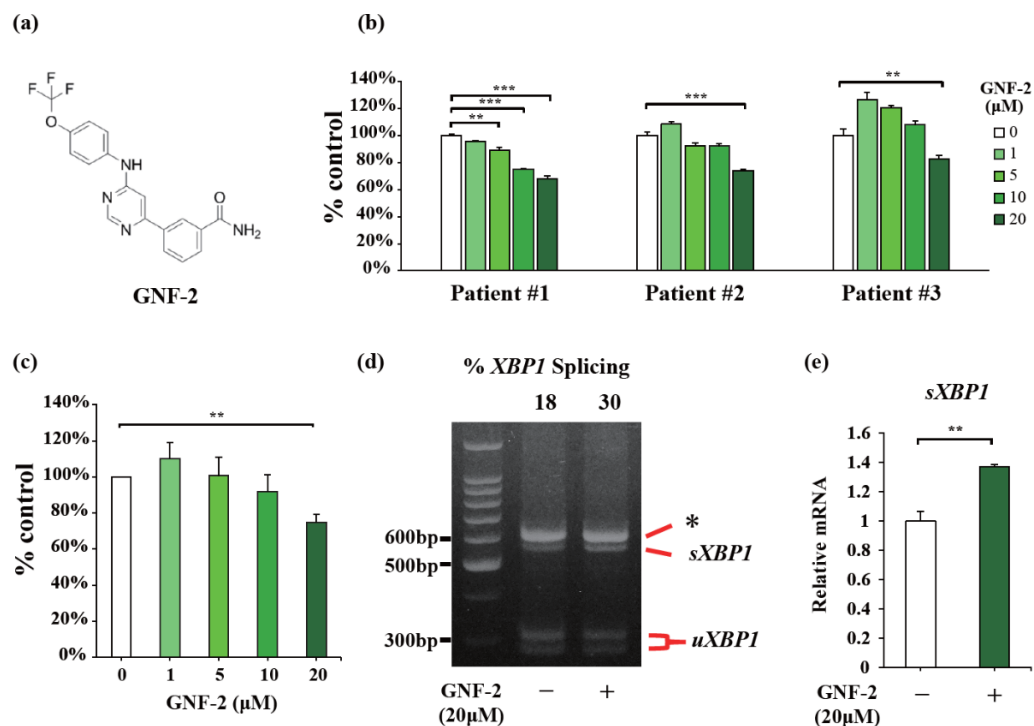 (a)
F
F
F
O
NH
N
N
O
NH2
GNF-2
(b)
% control
140%
120%
100%
80%
60%
40%
20%
0%
***
***
**
***
**
Patient #1
Patient #2
Patient #3
GNF-2
(μM)
0
1
5
10
20
(c)
% control
140%
120%
100%
80%
60%
40%
20%
0%
**
0 1 5 10 20
GNF-2 (μM)
(d)
% XBP1 Splicing
18 30
600bp
500bp
300bp
*
sXBP1
uXBP1
GNF-2 − +
(20μM)
(e)
sXBP1
Relative mRNA
1.6
1.4
1.2
1
0.8
0.6
0.4
0.2
0
**
GNF-2 − +
(20μM)